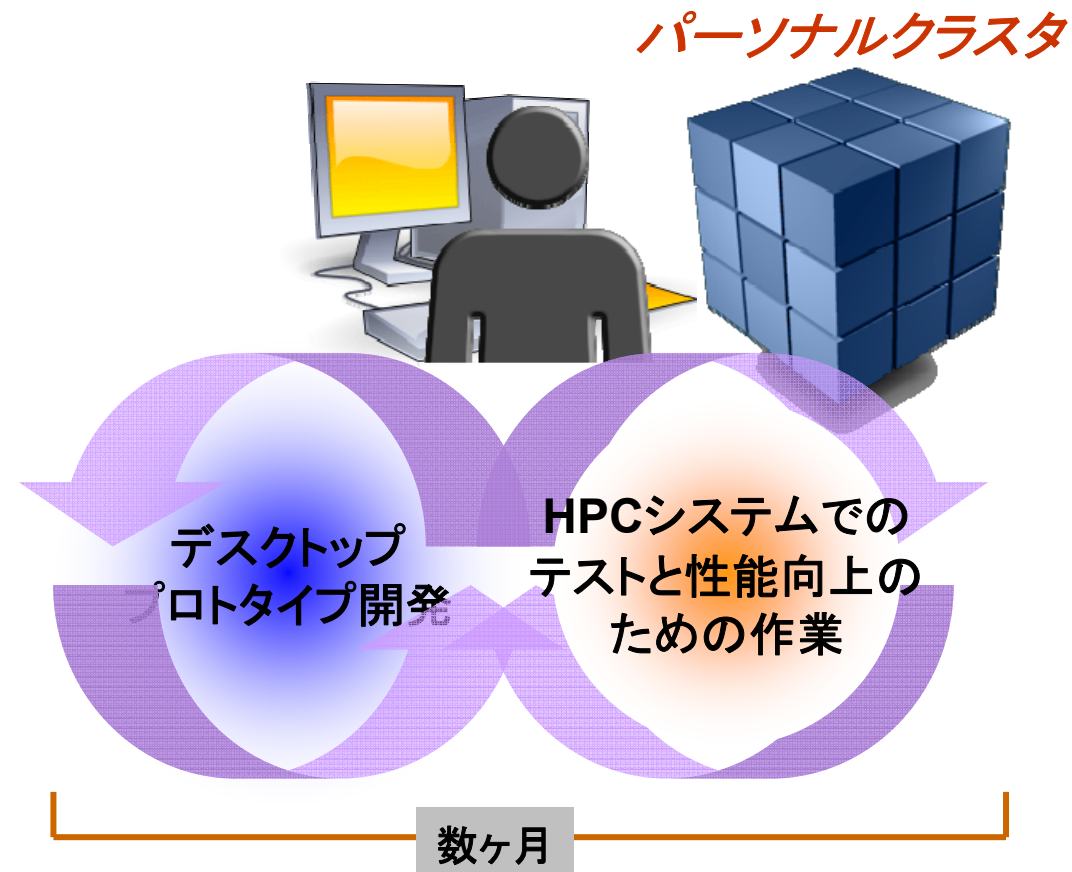 パーソナルクラスタ
デスクトップ
プロトタイプ開発
HPCシステムでの
テストと性能向上の
ための作業
数ヶ月